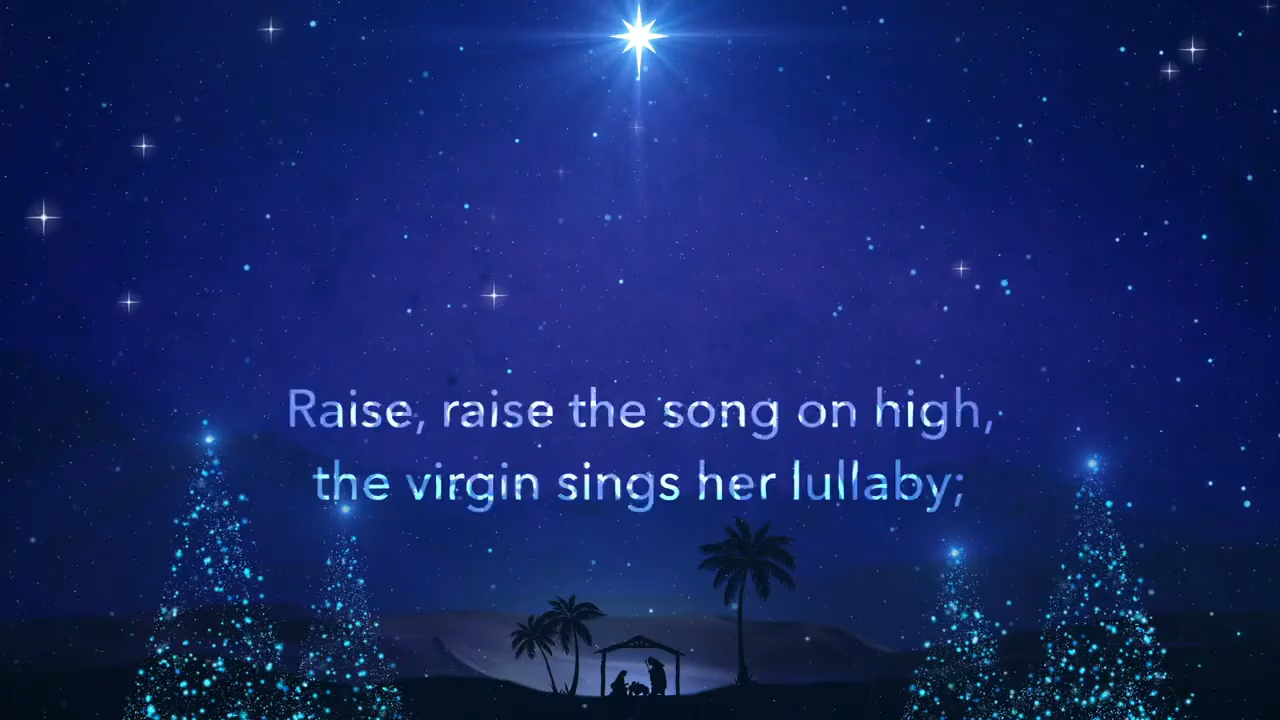 Raise, raise the song on high,
the virgin sings her lullaby;